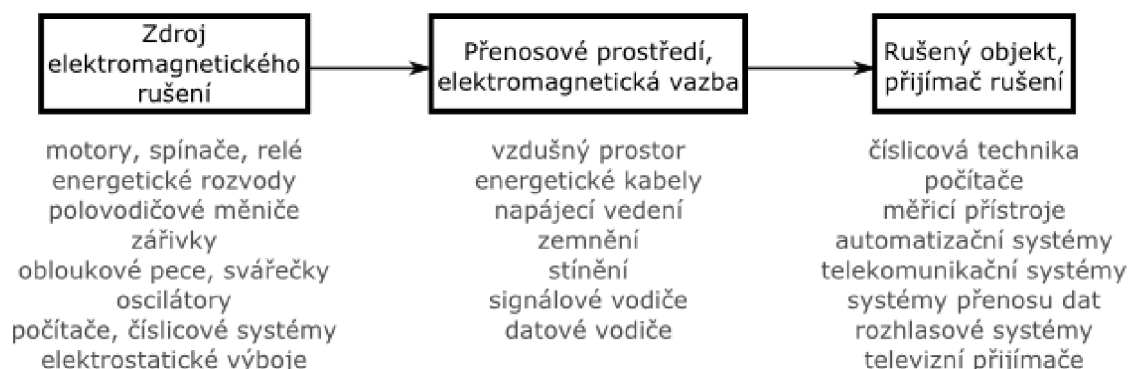 Zdroj
elektromagnetického
rušení
Přenosové prostředí,
elektromagnetická vazba
Rušený objekt,
přijímač rušení
motory, spínače, relé
energetické rozvody
polovodičové měniče
zářivky
obloukové pece, svářečky
oscilátory
počítače, číslicové systémy
elektrostatické výboje
vzdušný prostor
energetické kabely
napájecí vedení
zemnění
stínění
signálové vodiče
datové vodiče
číslicová technika
počítače
měřicí přístroje
automatizační systémy
telekomunikační systémy
systémy přenosu dat
rozhlasové systémy
televizní přijímače